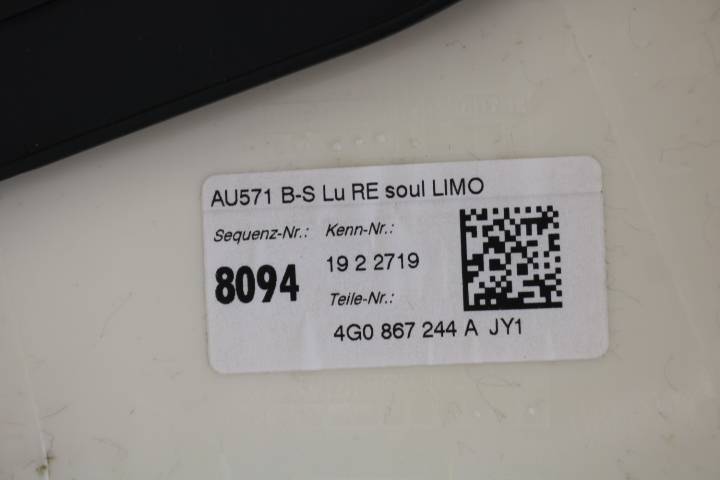 AU571 B-S Lu RE soul LIMO
Sequenz-Nr.: Kenn-Nr.:
8094 19 2 2719
Teile-Nr.:
4G0 867 244 A JY1